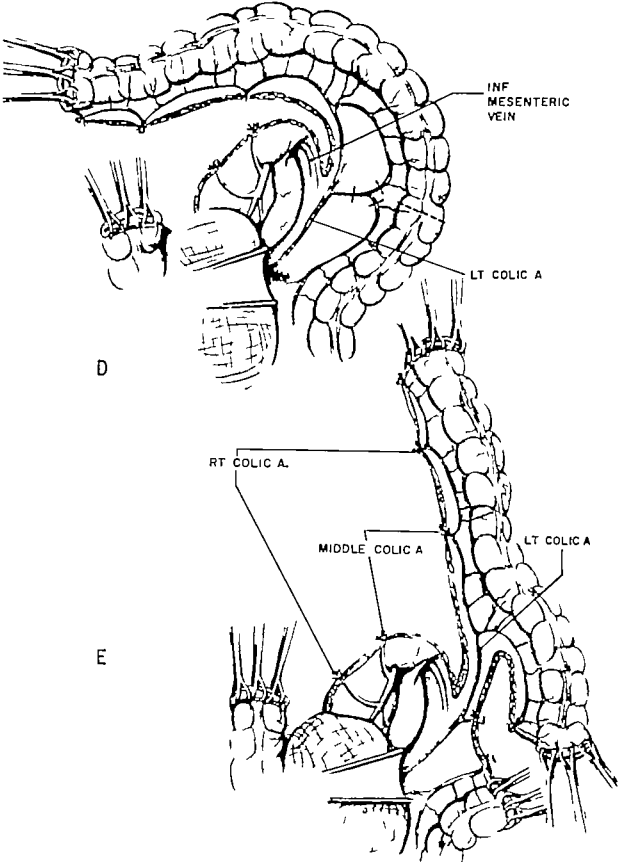 INF
MESENTERIC
VEIN
LT COLIC A
D
RT COLIC A.
MIDDLE COLIC A
LT COLIC A
E